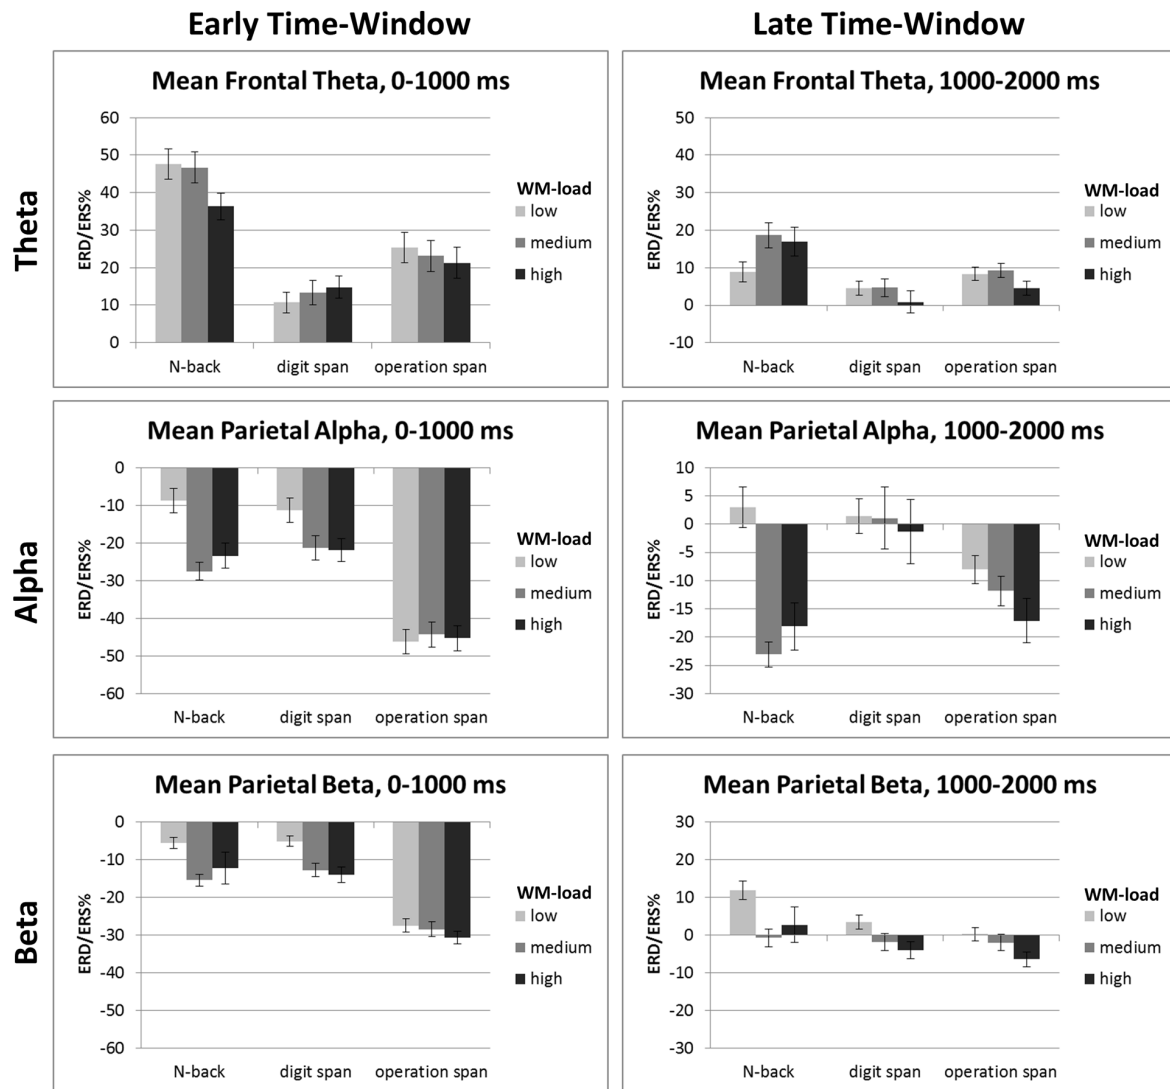 Early Time-Window
Late Time-Window
Theta
Mean Frontal Theta, 0-1000 ms
ERD/ERS%
60
50
40
30
20
10
0
N-back
digit span
operation span
WM-load
low
medium
high
Mean Frontal Theta, 1000-2000 ms
ERD/ERS%
50
40
30
20
10
0
-10
N-back
digit span
operation span
WM-load
low
medium
high
Alpha
Mean Parietal Alpha, 0-1000 ms
ERD/ERS%
0
-10
-20
-30
-40
-50
-60
N-back
digit span
operation span
WM-load
low
medium
high
Mean Parietal Alpha, 1000-2000 ms
ERD/ERS%
10
5
0
-5
-10
-15
-20
-25
-30
N-back
digit span
operation span
WM-load
low
medium
high
Beta
Mean Parietal Beta, 0-1000 ms
ERD/ERS%
0
-10
-20
-30
-40
-50
-60
N-back
digit span
operation span
WM-load
low
medium
high
Mean Parietal Beta, 1000-2000 ms
ERD/ERS%
30
20
10
0
-10
-20
-30
N-back
digit span
operation span
WM-load
low
medium
high